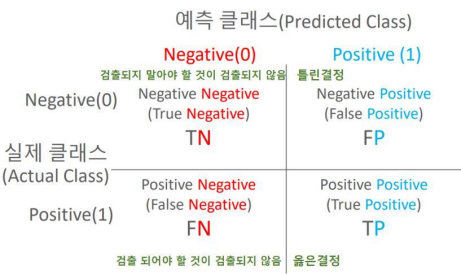 예측 클래스(Predicted Class)
Negative(0) Positive (1)
검출되지 말아야 할 것이 검출되지 않음 틀린결정
Negative(0) Negative Negative Negative Positive
(True Negative) (False Positive)
TN FP
실제 클래스
(Actual Class)
Positive Negative Positive Positive
Positive(1) (False Negative) (True Positive)
FN TP
검출 되어야 할 것이 검출되지 않음 옳은결정